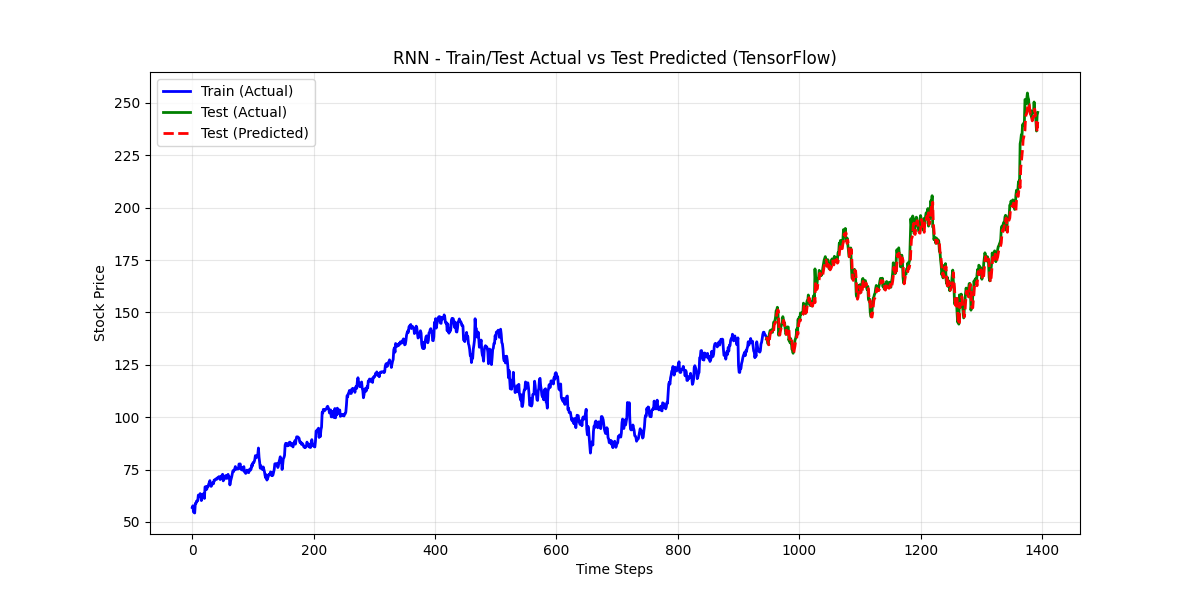 RNN - Train/Test Actual vs Test Predicted (TensorFlow)
Train (Actual)
Test (Actual)
Test (Predicted)
250
225
200
175
150
125
100
75
50
Stock Price
0 200 400 600 800 1000 1200 1400
Time Steps